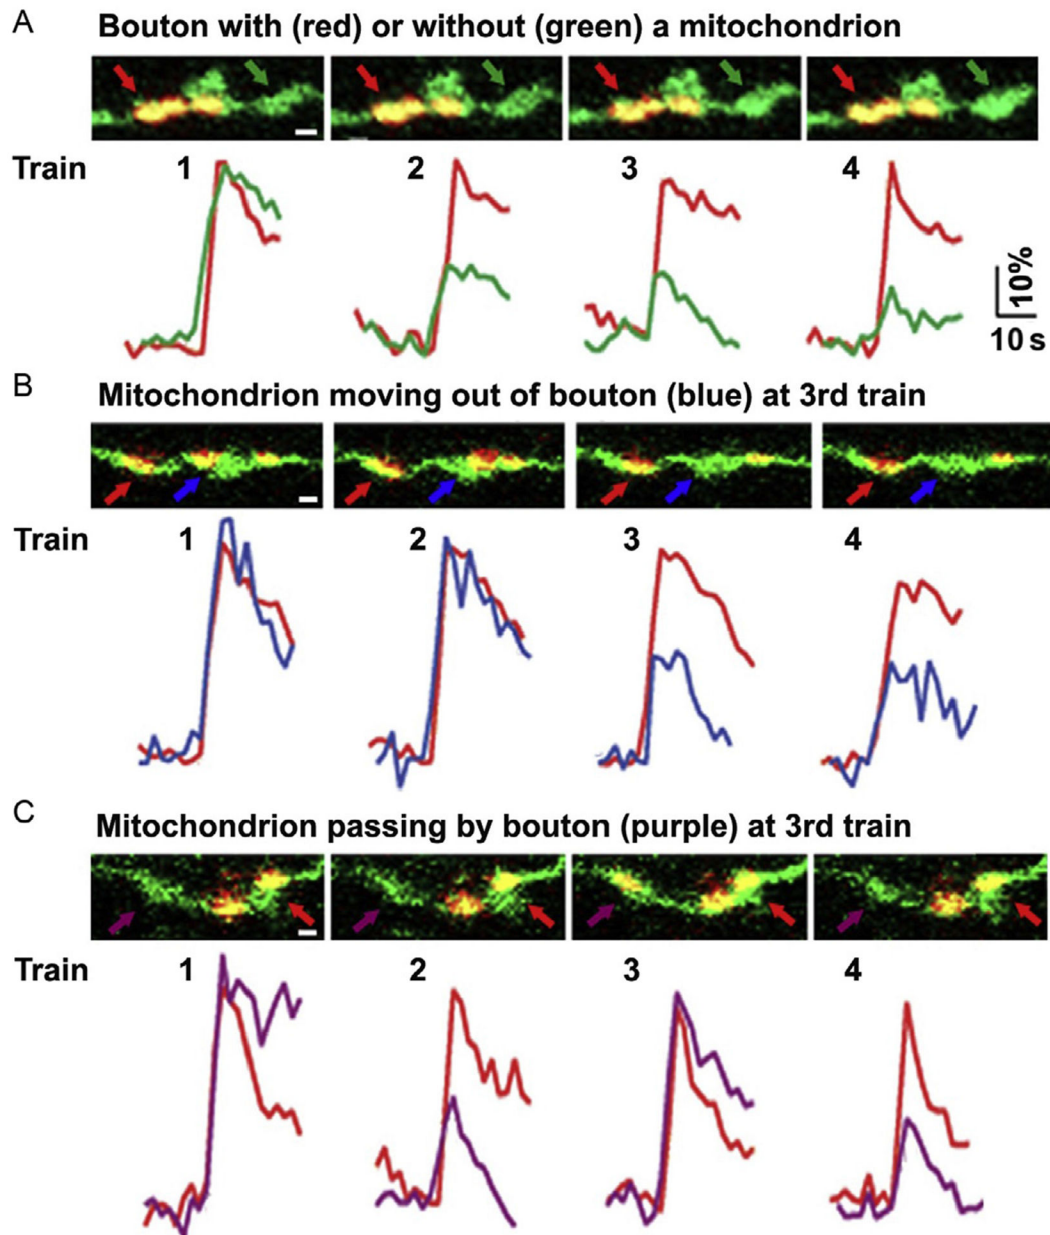 A
Bouton with (red) or without (green) a mitochondrion
Train 1 2 3 4
10%
10 s
B
Mitochondrion moving out of bouton (blue) at 3rd train
Train 1 2 3 4
C
Mitochondrion passing by bouton (purple) at 3rd train
Train 1 2 3 4